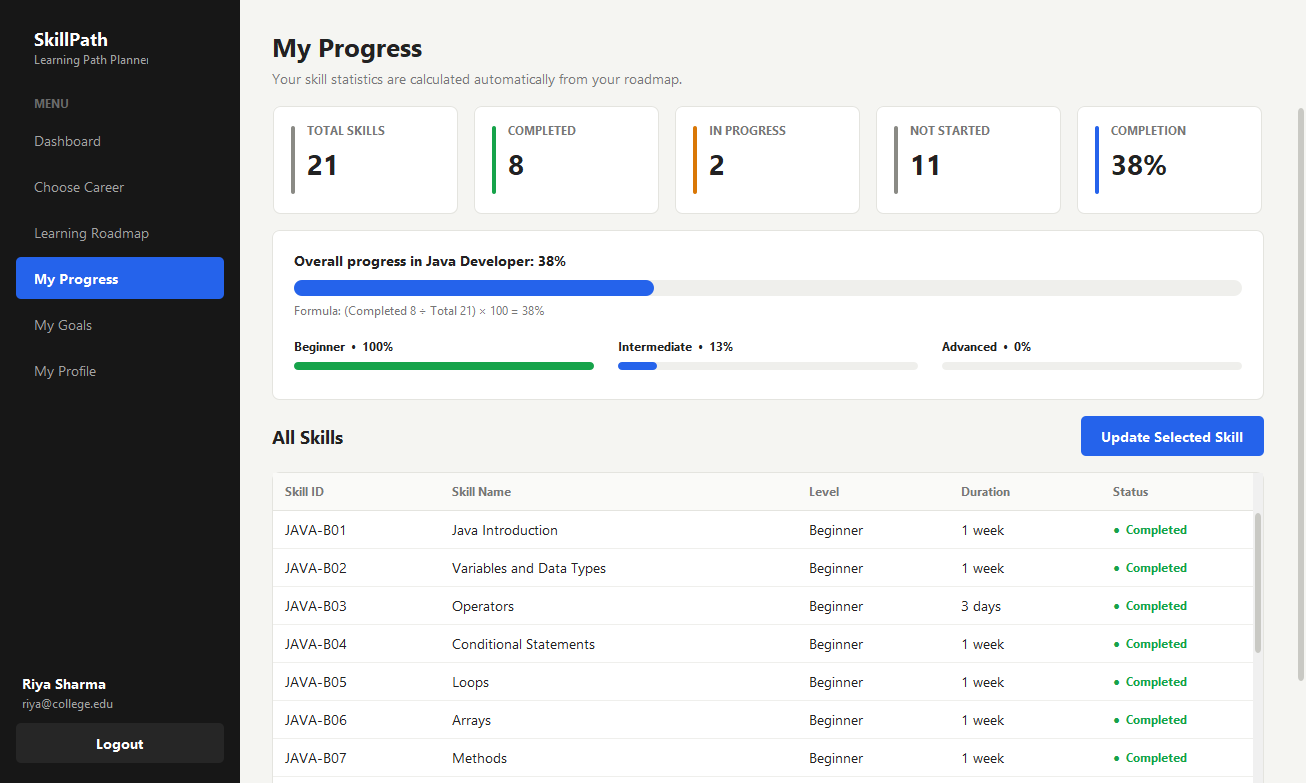 SkillPath
Learning Path Planner
MENU
Dashboard
Choose Career
Learning Roadmap
My Progress
My Goals
My Profile
Riya Sharma
riya@college.edu
Logout
My Progress
Your skill statistics are calculated automatically from your roadmap.
TOTAL SKILLS
21
COMPLETED
8
IN PROGRESS
2
NOT STARTED
11
COMPLETION
38%
Overall progress in Java Developer: 38%
Formula: (Completed 8 ÷ Total 21) × 100 = 38%
Beginner • 100%
Intermediate • 13%
Advanced • 0%
All Skills
Update Selected Skill
Skill ID Skill Name Level Duration Status
JAVA-B01 Java Introduction Beginner 1 week • Completed
JAVA-B02 Variables and Data Types Beginner 1 week • Completed
JAVA-B03 Operators Beginner 3 days • Completed
JAVA-B04 Conditional Statements Beginner 1 week • Completed
JAVA-B05 Loops Beginner 1 week • Completed
JAVA-B06 Arrays Beginner 1 week • Completed
JAVA-B07 Methods Beginner 1 week • Completed